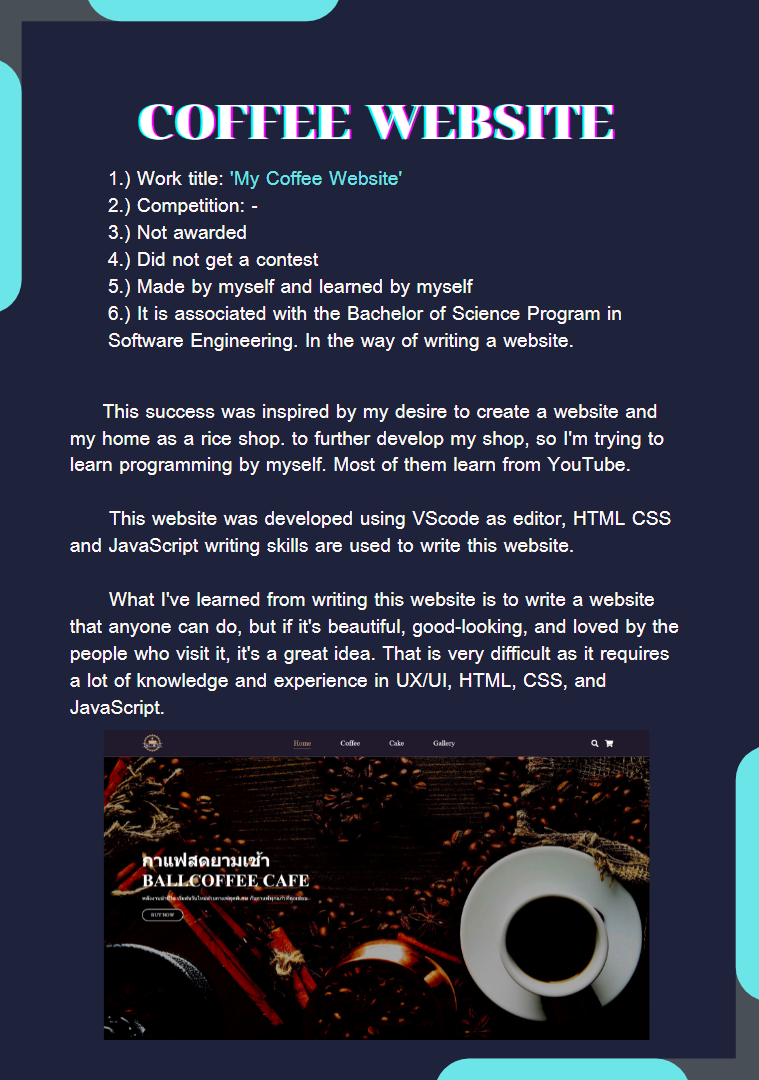 COFFEE WEBSITE
1.) Work title: 'My Coffee Website'
2.) Competition: -
3.) Not awarded
4.) Did not get a contest
5.) Made by myself and learned by myself
6.) It is associated with the Bachelor of Science Program in
Software Engineering. In the way of writing a website.
This success was inspired by my desire to create a website and
my home as a rice shop. to further develop my shop, so I'm trying to
learn programming by myself. Most of them learn from YouTube.
This website was developed using VScode as editor, HTML CSS
and JavaScript writing skills are used to write this website.
What I've learned from writing this website is to write a website
that anyone can do, but if it's beautiful, good-looking, and loved by the
people who visit it, it's a great idea. That is very difficult as it requires
a lot of knowledge and experience in UX/UI, HTML, CSS, and
JavaScript.
Home Coffee Cake Gallery
กาแฟสดยามเช้า
BALLCOFFEE CAFE
BUY NOW